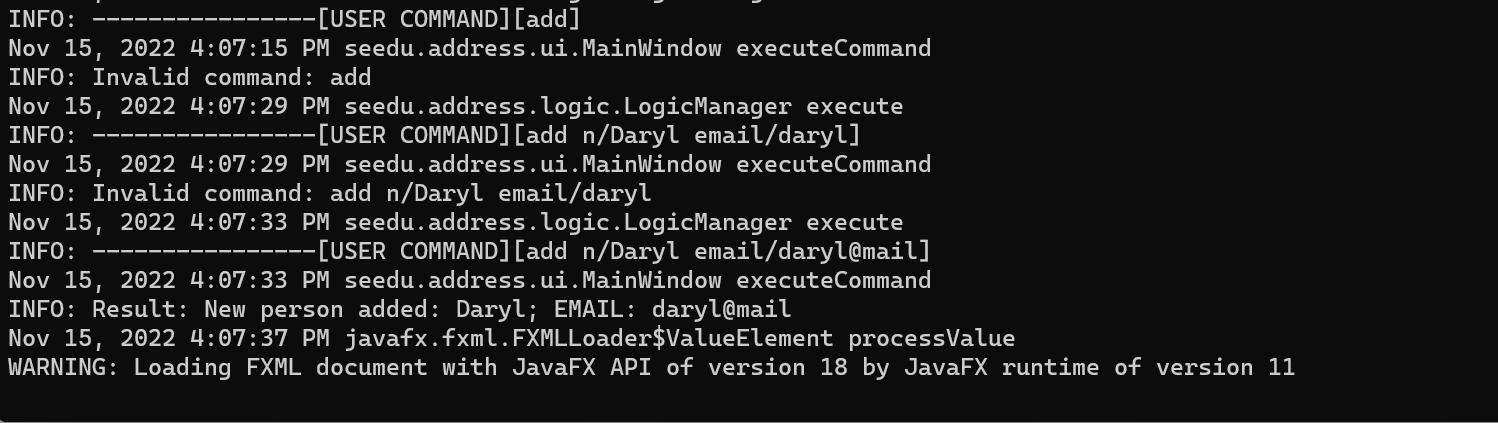 INFO: ----------------[USER COMMAND][add]
Nov 15, 2022 4:07:15 PM seedu.address.ui.MainWindow executeCommand
INFO: Invalid command: add
Nov 15, 2022 4:07:29 PM seedu.address.logic.LogicManager execute
INFO: ----------------[USER COMMAND][add n/Daryl email/daryl]
Nov 15, 2022 4:07:29 PM seedu.address.ui.MainWindow executeCommand
INFO: Invalid command: add n/Daryl email/daryl
Nov 15, 2022 4:07:33 PM seedu.address.logic.LogicManager execute
INFO: ----------------[USER COMMAND][add n/Daryl email/daryl@mail]
Nov 15, 2022 4:07:33 PM seedu.address.ui.MainWindow executeCommand
INFO: Result: New person added: Daryl; EMAIL: daryl@mail
Nov 15, 2022 4:07:37 PM javafx.fxml.FXMLLoader$ValueElement processValue
WARNING: Loading FXML document with JavaFX API of version 18 by JavaFX runtime of version 11